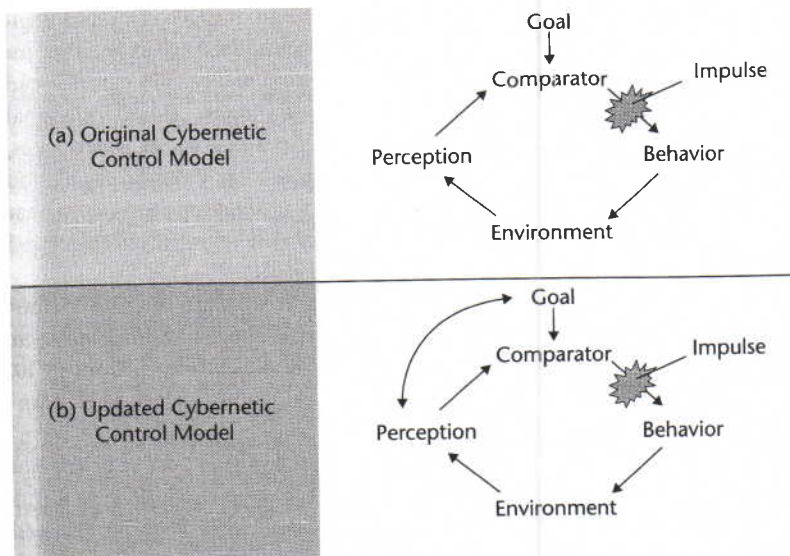 Goal
Comparator
Impulse
(a) Original Cybernetic
Control Model
Perception
Behavior
Environment
Goal
Comparator
Impulse
(b) Updated Cybernetic
Control Model
Perception
Behavior
Environment